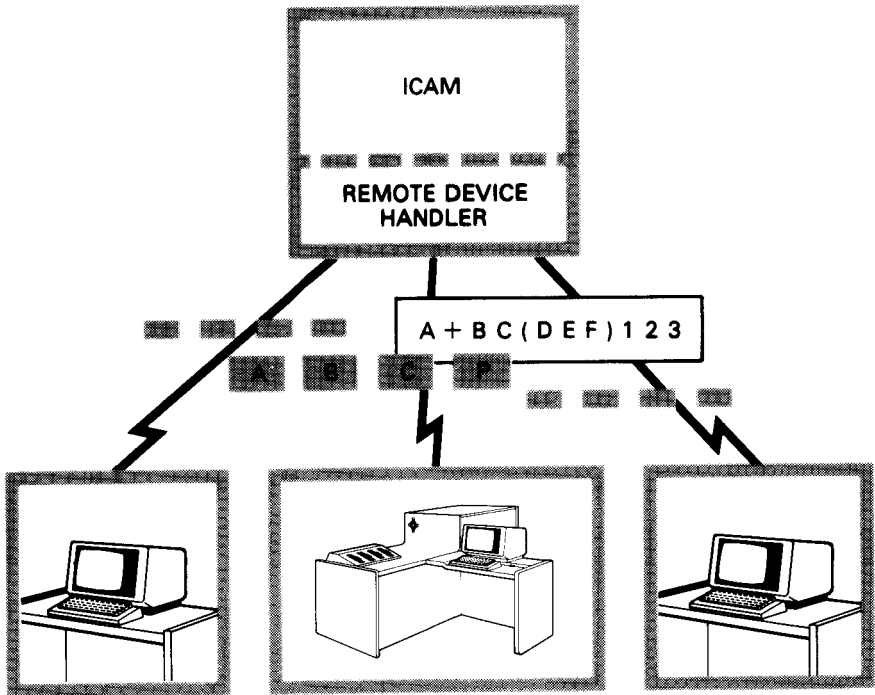 ICAM
REMOTE DEVICE
HANDLER
A + B C ( D E F ) 1 2 3
A B C P